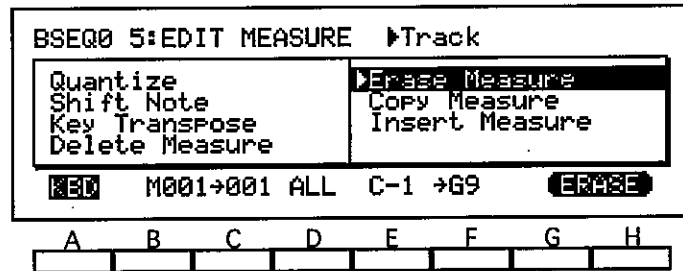 BSEQ0 5:EDIT MEASURE ▶Track
Quantize
Shift Note
Key Transpose
Delete Measure
▶Erase Measure
Copy Measure
Insert Measure
KBD M001→001 ALL C-1 →G9 ERASE
A B C D E F G H